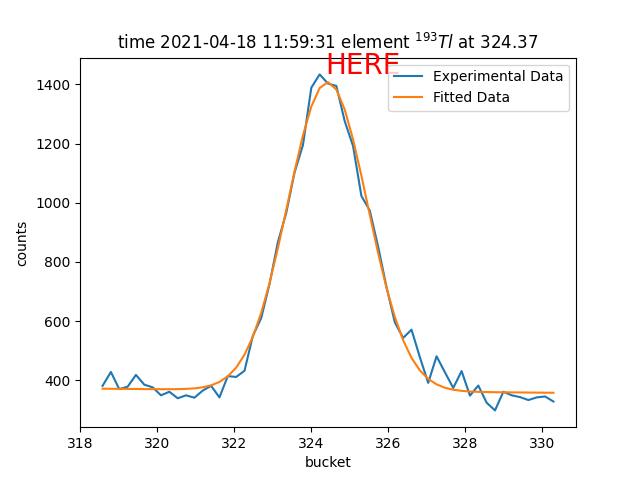 time 2021-04-18 11:59:31 element ¹⁹³Tl at 324.37
HERE
Experimental Data
Fitted Data
1400
1200
1000
800
600
400
counts
318 320 322 324 326 328 330
bucket